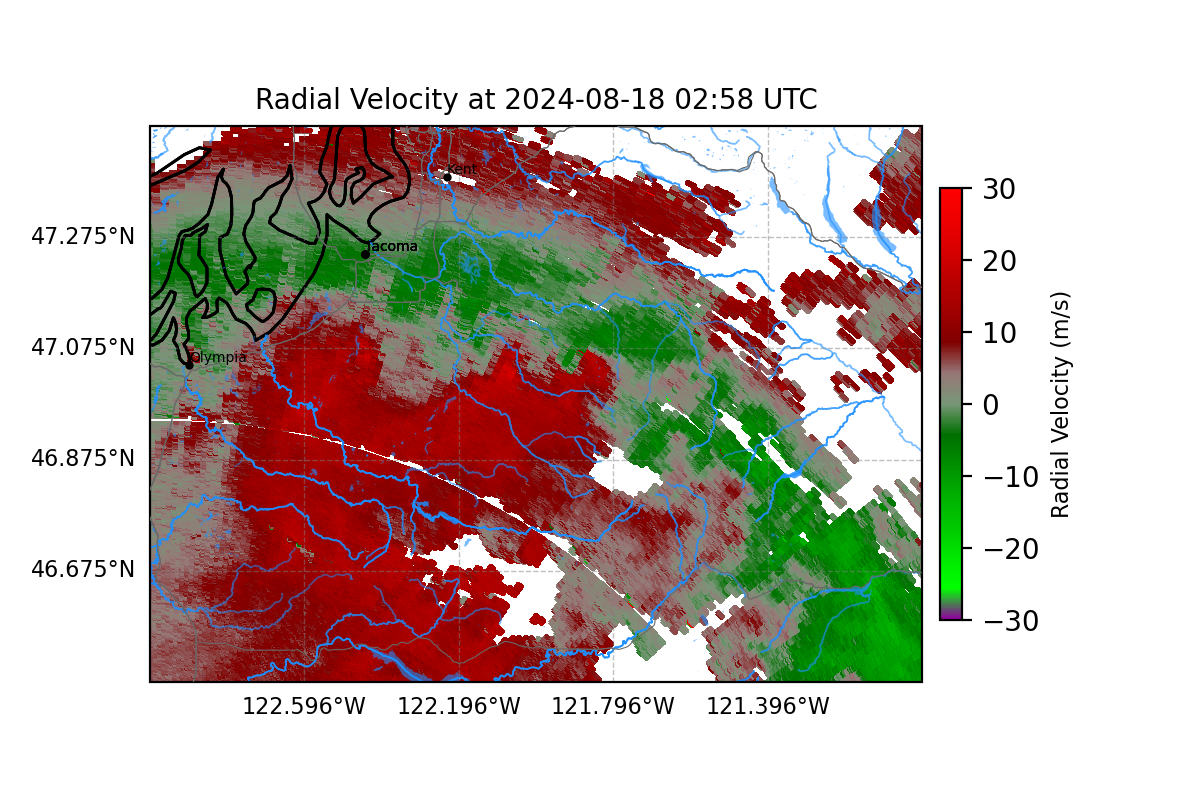 Radial Velocity at 2024-08-18 02:58 UTC
Kent
47.275°N
Tacoma
47.075°N
Olympia
46.875°N
46.675°N
122.596°W
122.196°W
121.796°W
121.396°W
30
20
10
0
−10
−20
−30
Radial Velocity (m/s)